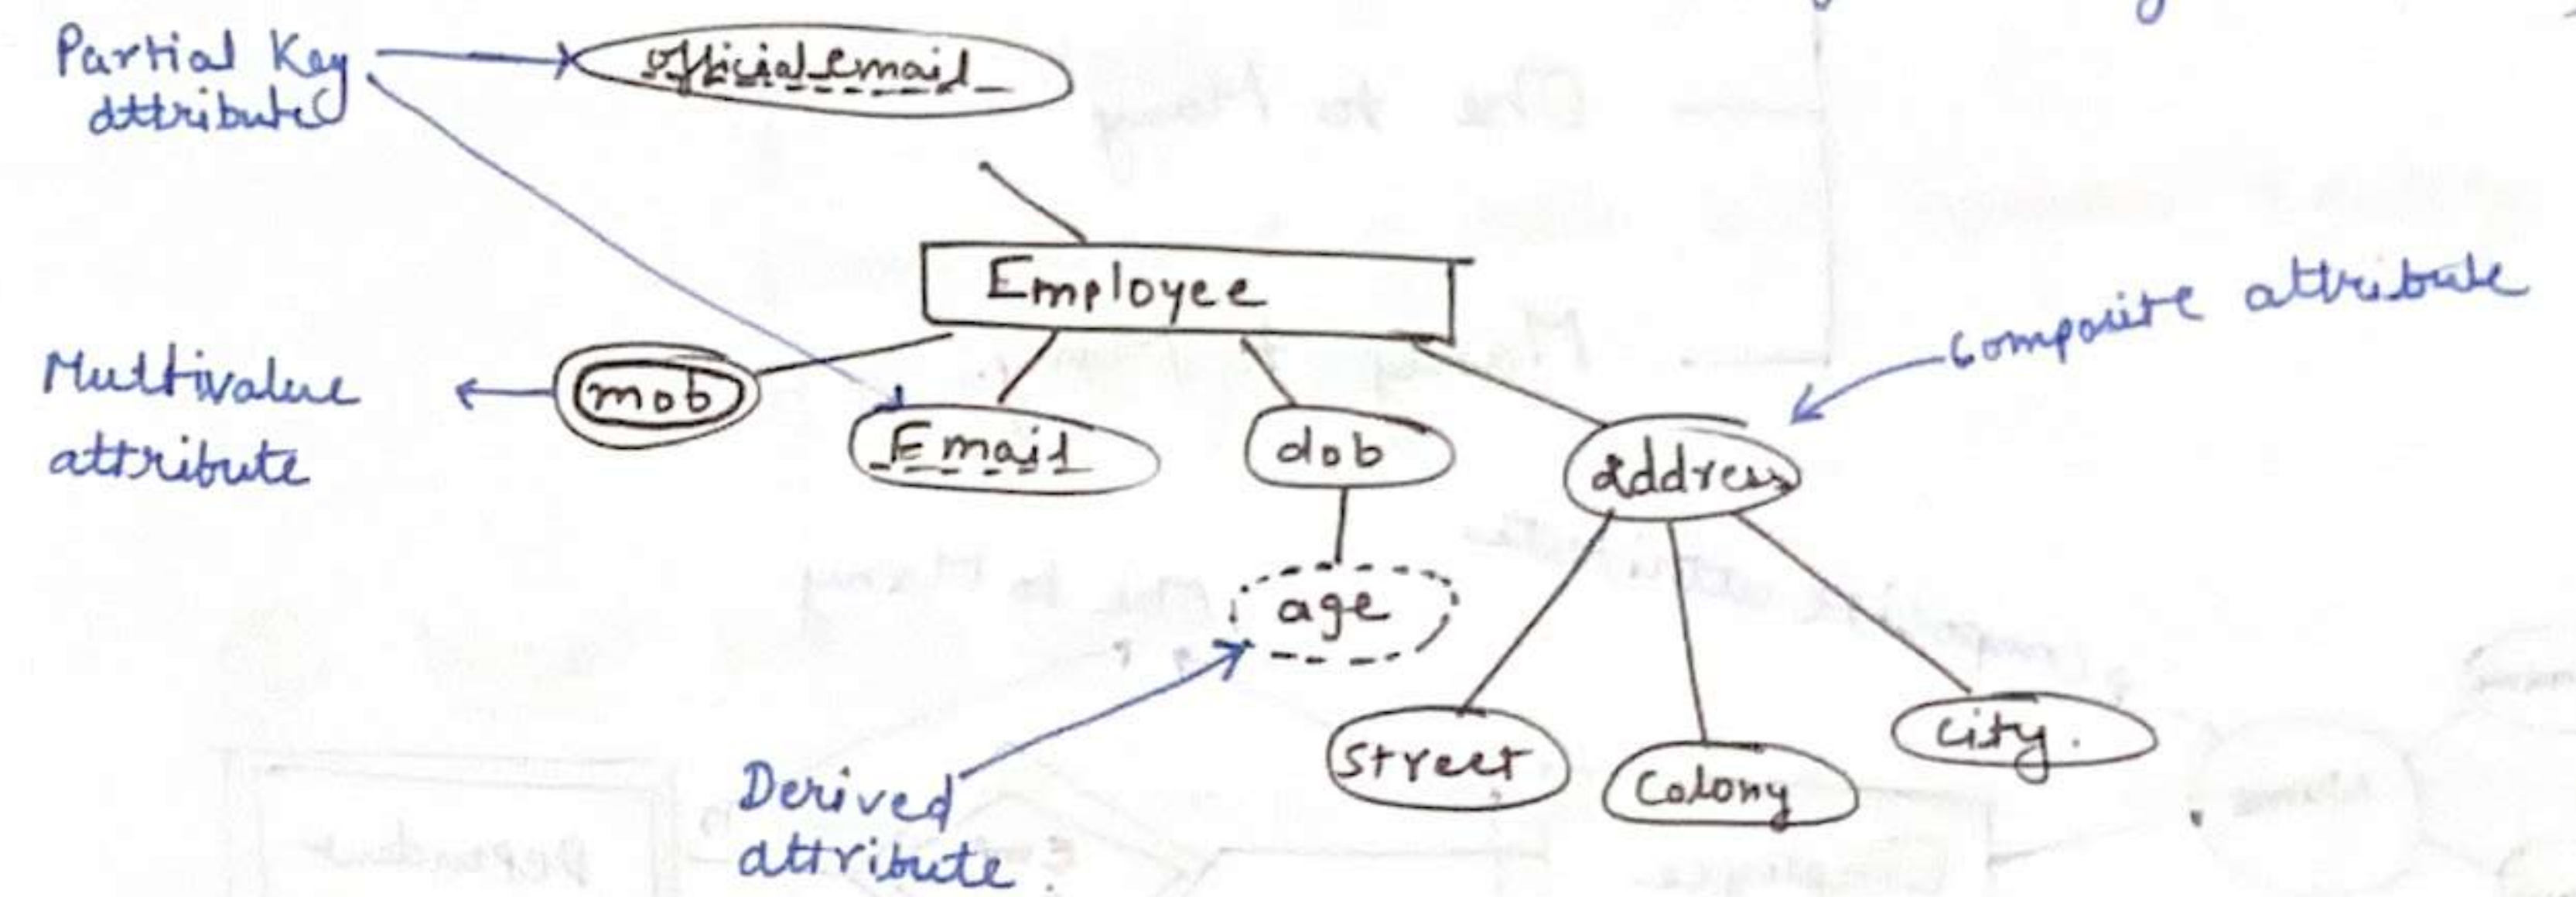 Partial Key
attribute
official email
Employee
Composite attribute
Multivalue
attribute
mob
Email
dob
address
age
street
Colony
city.
Derived
attribute.